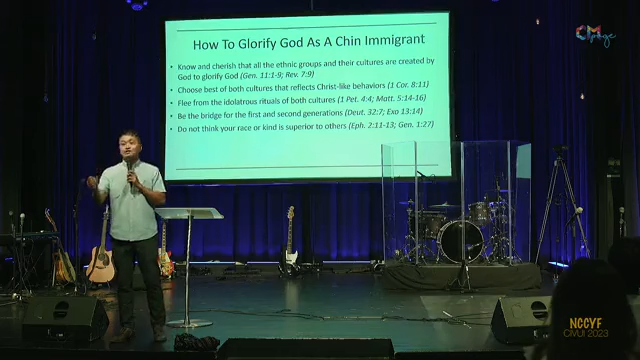 How To Glorify God As A Chin Immigrant
• Know and cherish that all the ethnic groups and their cultures are created by
God to glorify God (Gen. 11:1-9; Rev. 7:9)
• Choose best of both cultures that reflects Christ-like behaviors (1 Cor. 8:11)
• Flee from the idolatrous rituals of both cultures (1 Pet. 4:4; Matt. 5:14-16)
• Be the bridge for the first and second generations (Deut. 32:7; Exo 13:14)
• Do not think your race or kind is superior to others (Eph. 2:11-13; Gen. 1:27)
CM
NCCYF
CMUI 2023